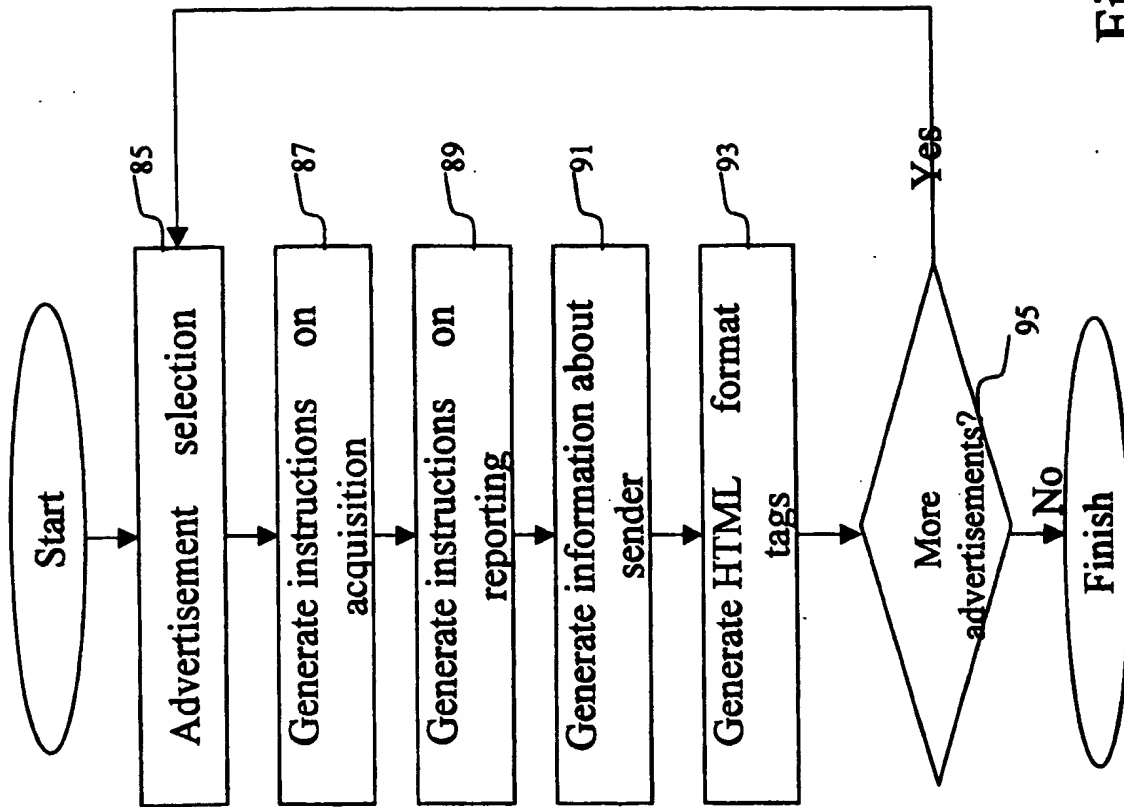 Start
Advertisement selection
85
Generate instructions on
acquisition
87
Generate instructions on
reporting
89
Generate information about
sender
91
Generate HTML format
tags
93
More
advertisements?
95
Yes
No
Finish